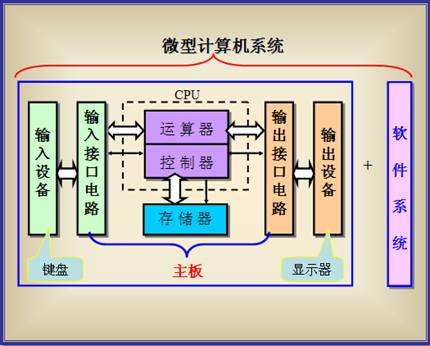 微型计算机系统
CPU
输入设备
输入接口电路
运算器
控制器
存储器
输出接口电路
输出设备
+
软件系统
键盘
主板
显示器